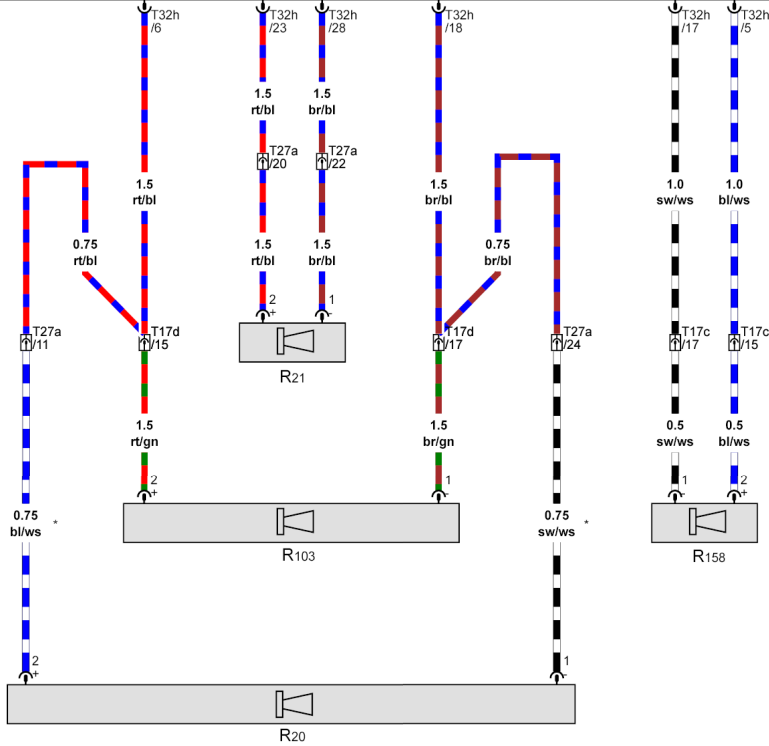 T32h
/6
T32h
/23
T32h
/28
T32h
/18
T32h
/17
T32h
/5
1.5
rt/bl
1.5
br/bl
T27a
/20
T27a
/22
1.5
rt/bl
1.5
br/bl
1.0
sw/ws
1.0
bl/ws
0.75
rt/bl
1.5
rt/bl
1.5
br/bl
0.75
br/bl
2
+
1
-
T27a
/11
T17d
/15
T17d
/17
T27a
/24
T17c
/17
T17c
/15
R21
1.5
rt/gn
1.5
br/gn
0.5
sw/ws
0.5
bl/ws
2
+
1
-
1
-
2
+
0.75
bl/ws
*
0.75
sw/ws
*
R103
R158
2
+
1
-
R20